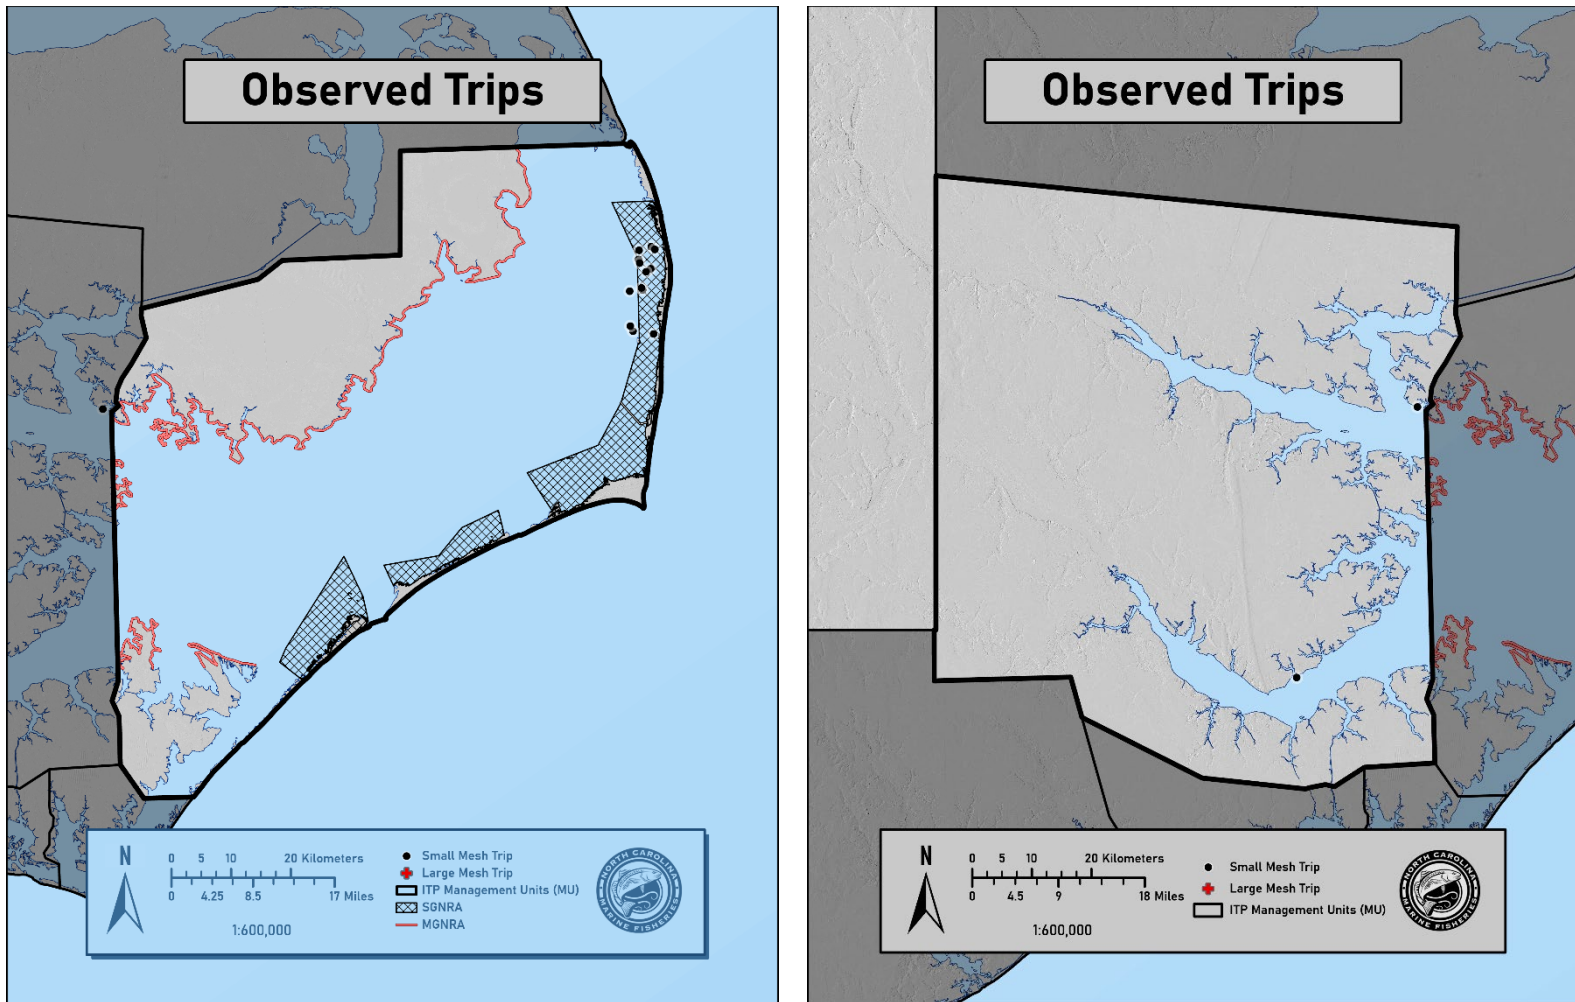 Observed Trips
N
0 5 10 20 Kilometers
0 4.25 8.5 17 Miles
1:600,000
Small Mesh Trip
Large Mesh Trip
ITP Management Units (MU)
SGNRA
MGNRA
NORTH CAROLINA
MARINE FISHERIES
Observed Trips
N
0 5 10 20 Kilometers
0 4.5 9 18 Miles
1:600,000
Small Mesh Trip
Large Mesh Trip
ITP Management Units (MU)
NORTH CAROLINA
MARINE FISHERIES